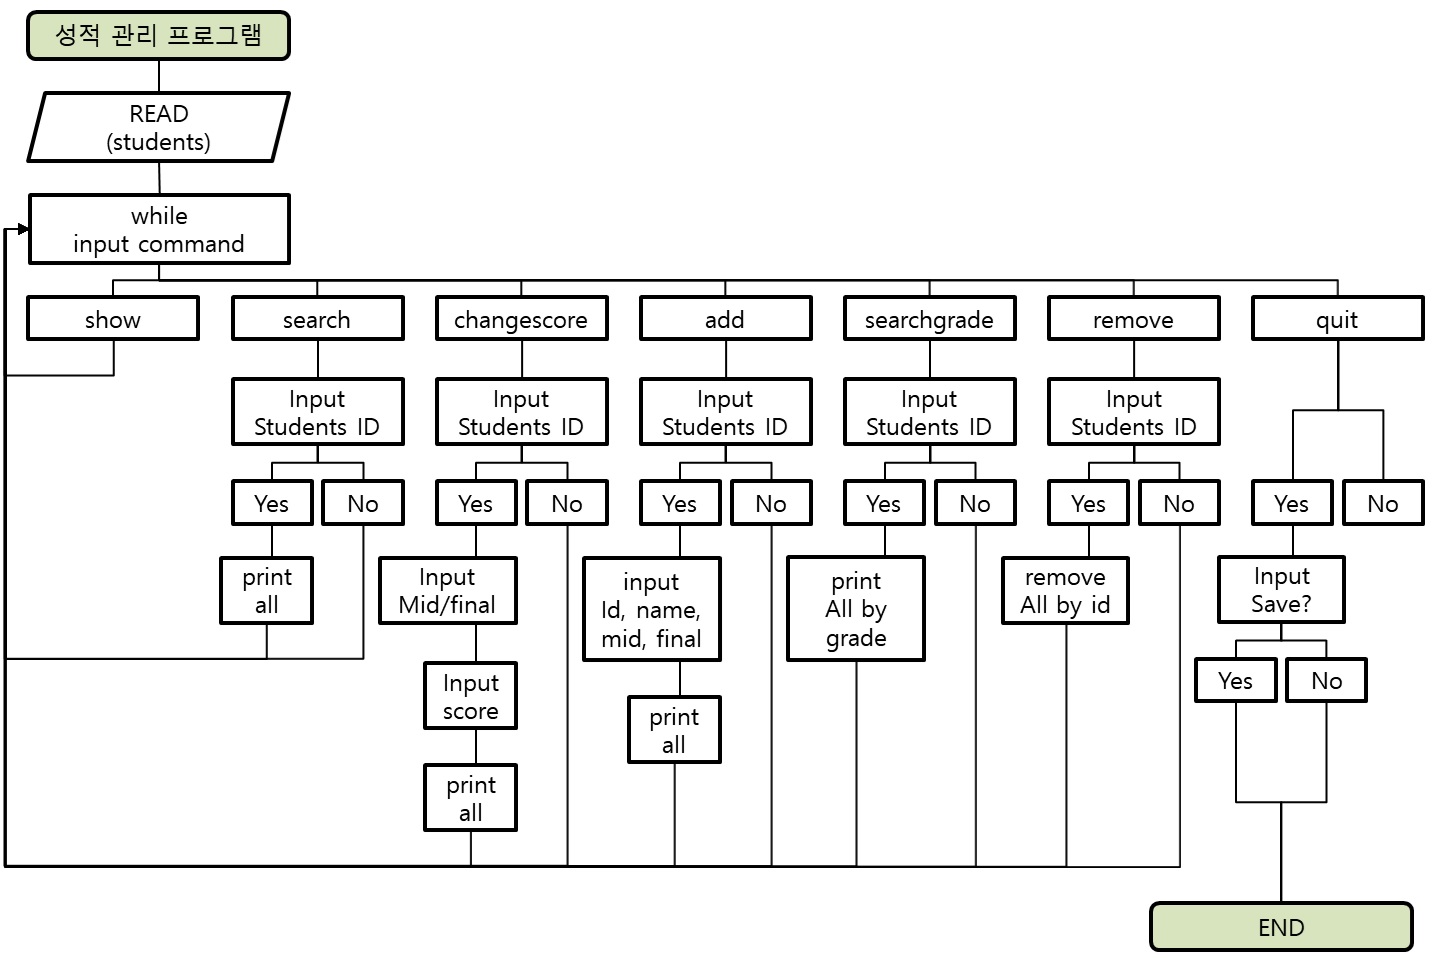 성적 관리 프로그램
READ
(students)
while
input command
show
search
changescore
add
searchgrade
remove
quit
Input
Students ID
Input
Students ID
Input
Students ID
Input
Students ID
Input
Students ID
Yes
No
Yes
No
Yes
No
Yes
No
Yes
No
Yes
No
print
all
Input
Mid/final
input
Id, name,
mid, final
print
All by
grade
remove
All by id
Input
Save?
Input
score
print
all
Yes
No
print
all
END